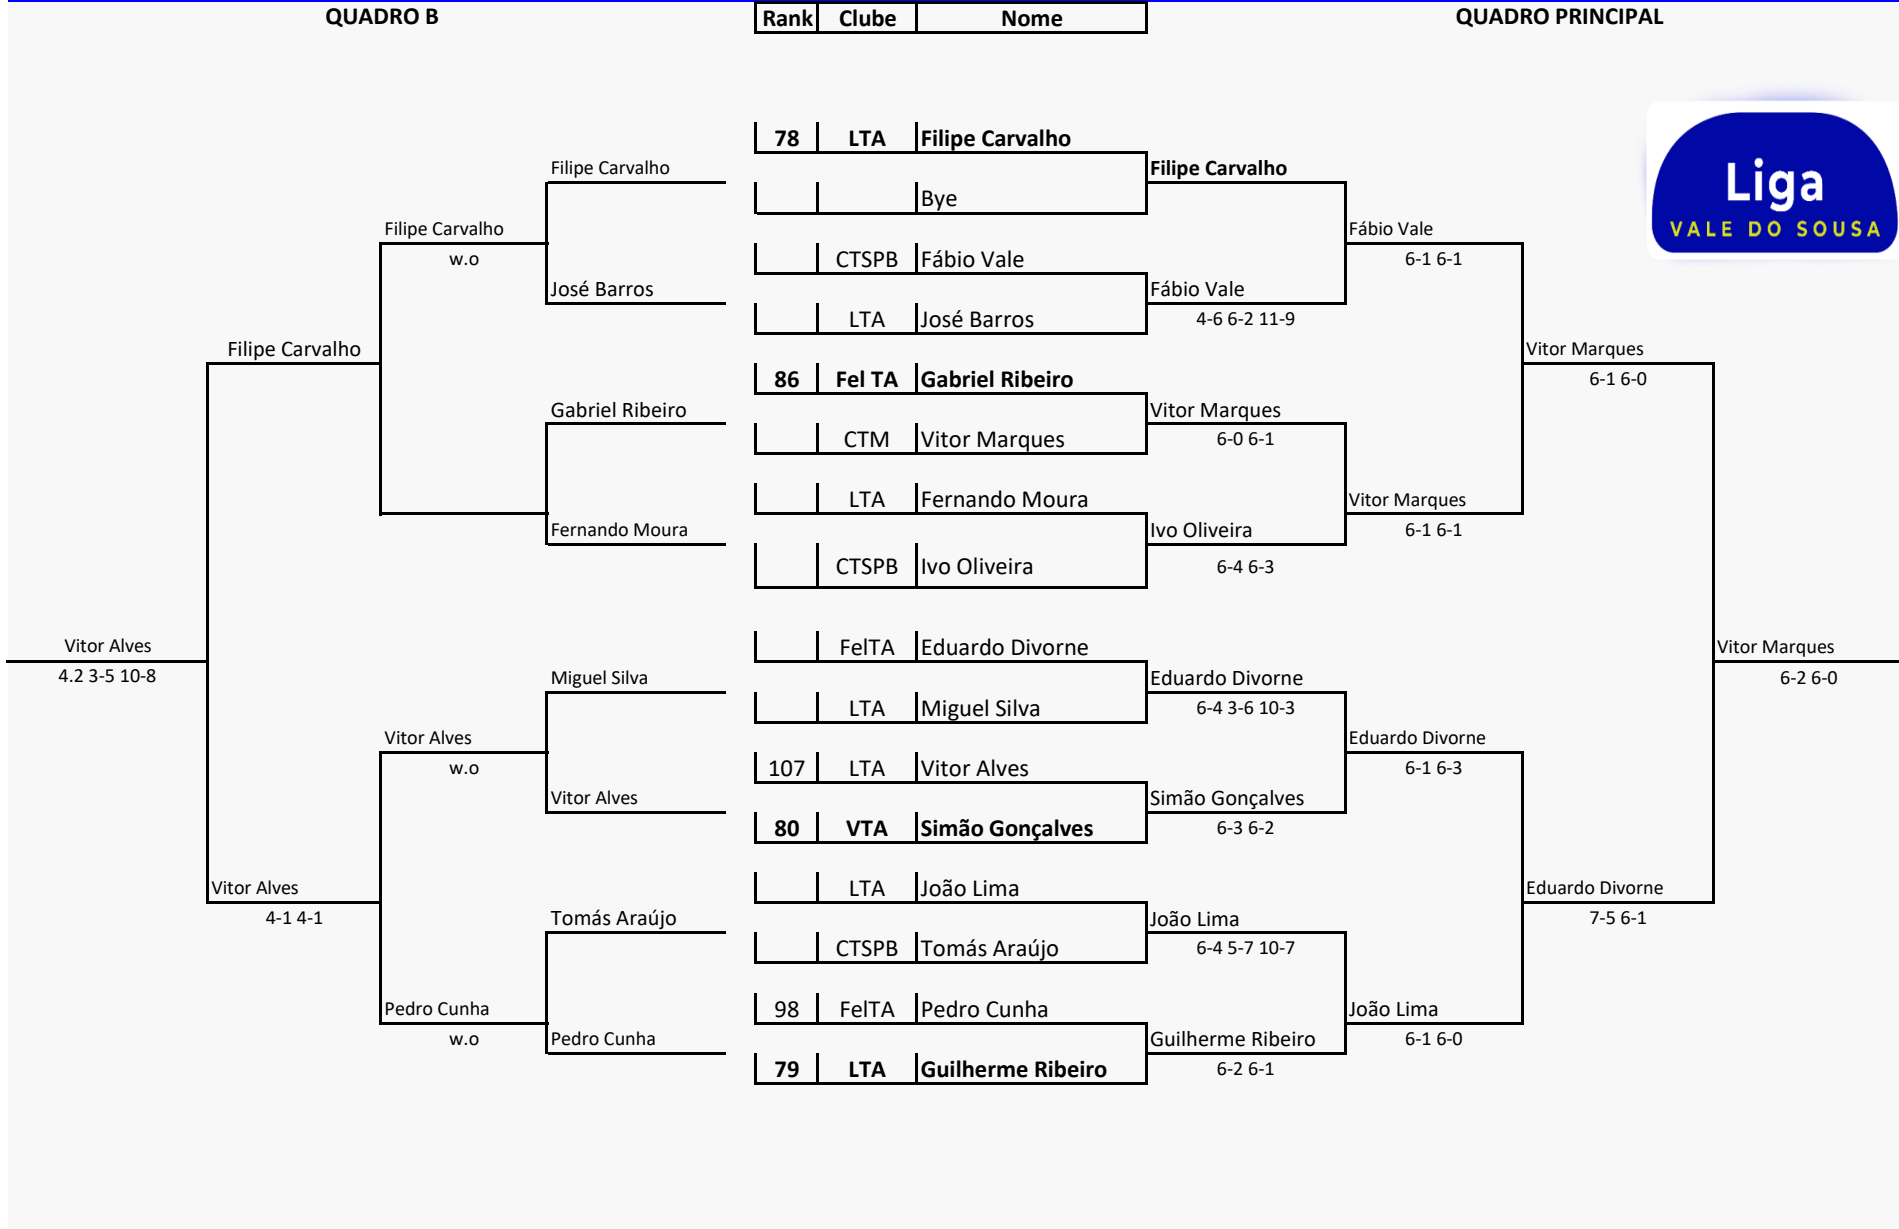 QUADRO B
Rank Clube Nome
QUADRO PRINCIPAL
Liga
VALE DO SOUSA
78 LTA Filipe Carvalho
Filipe Carvalho
Filipe Carvalho
Bye
Filipe Carvalho
w.o
CTSPB Fábio Vale
Fábio Vale
6-1 6-1
José Barros
Fábio Vale
LTA José Barros
4-6 6-2 11-9
Filipe Carvalho
Vitor Marques
86 Fel TA Gabriel Ribeiro
6-1 6-0
Gabriel Ribeiro
Vitor Marques
CTM Vitor Marques
6-0 6-1
LTA Fernando Moura
Vitor Marques
Fernando Moura
Ivo Oliveira
6-1 6-1
CTSPB Ivo Oliveira
6-4 6-3
Vitor Alves
FelTA Eduardo Divorne
Vitor Marques
4.2 3-5 10-8
Miguel Silva
Eduardo Divorne
6-2 6-0
LTA Miguel Silva
6-4 3-6 10-3
Vitor Alves
Eduardo Divorne
w.o
107 LTA Vitor Alves
6-1 6-3
Vitor Alves
Simão Gonçalves
80 VTA Simão Gonçalves
6-3 6-2
Vitor Alves
LTA João Lima
Eduardo Divorne
4-1 4-1
Tomás Araújo
João Lima
7-5 6-1
CTSPB Tomás Araújo
6-4 5-7 10-7
Pedro Cunha
98 FelTA Pedro Cunha
João Lima
w.o
Pedro Cunha
Guilherme Ribeiro
6-1 6-0
79 LTA Guilherme Ribeiro
6-2 6-1